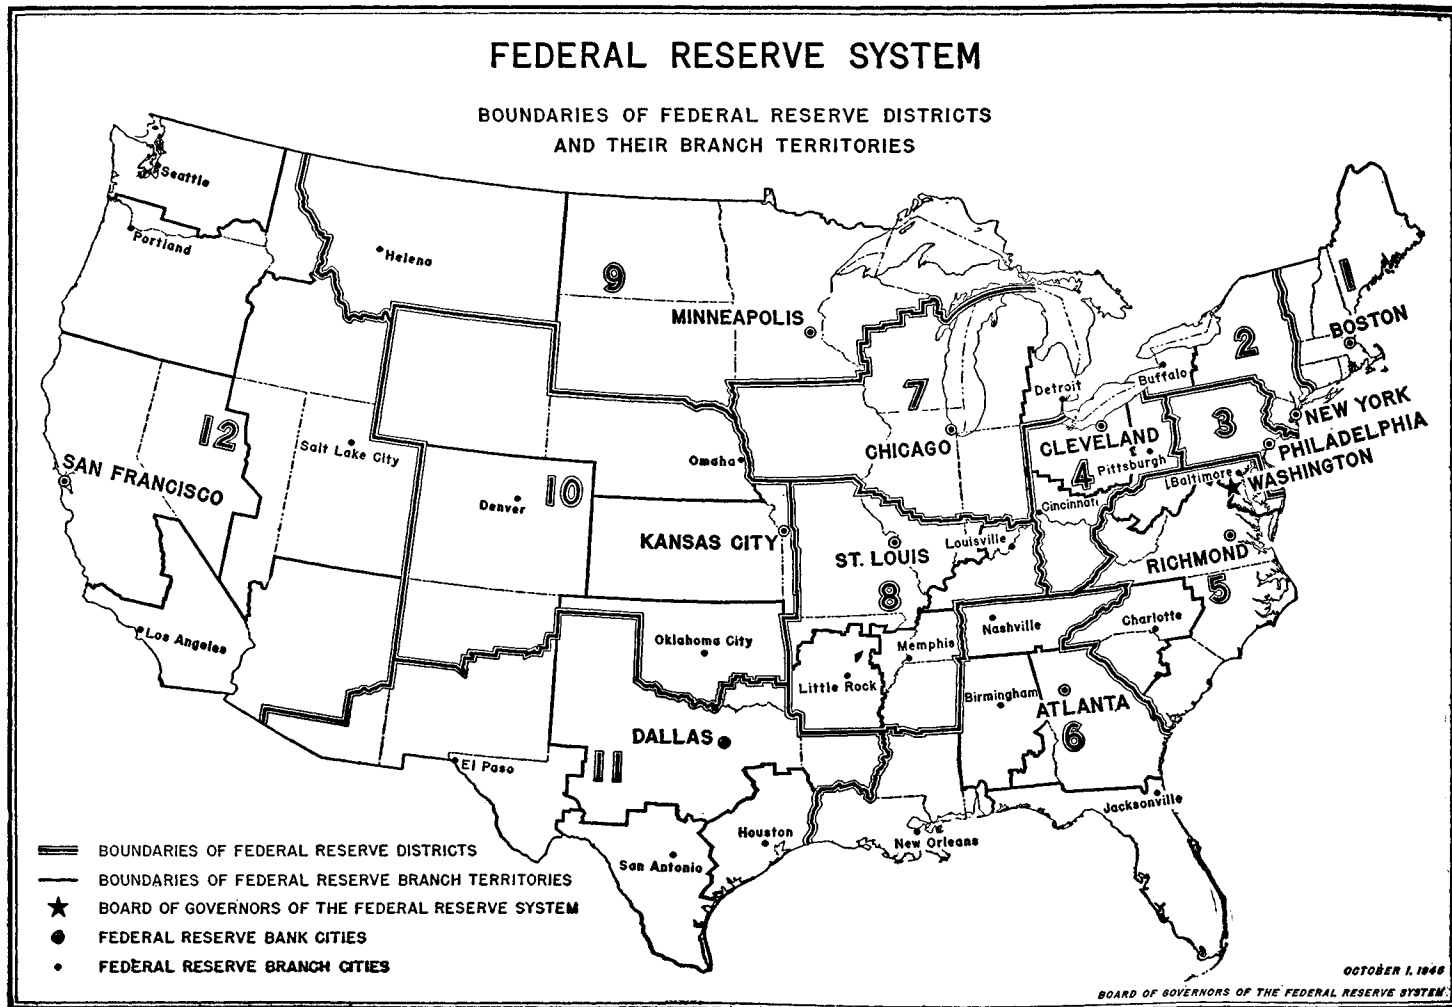 FEDERAL RESERVE SYSTEM
BOUNDARIES OF FEDERAL RESERVE DISTRICTS
AND THEIR BRANCH TERRITORIES
Seattle
Portland
Helena
9
MINNEAPOLIS
1
BOSTON
2
Buffalo
Detroit
7
CHICAGO
CLEVELAND
4
Pittsburgh
3
NEW YORK
PHILADELPHIA
WASHINGTON
Baltimore
Cincinnati
12
SAN FRANCISCO
Salt Lake City
Omaha
Denver
10
KANSAS CITY
ST. LOUIS
8
Louisville
RICHMOND
5
Los Angeles
Oklahoma City
Nashville
Charlotte
Memphis
Little Rock
Birmingham
ATLANTA
6
DALLAS
11
El Paso
Houston
San Antonio
New Orleans
Jacksonville
BOUNDARIES OF FEDERAL RESERVE DISTRICTS
BOUNDARIES OF FEDERAL RESERVE BRANCH TERRITORIES
BOARD OF GOVERNORS OF THE FEDERAL RESERVE SYSTEM
FEDERAL RESERVE BANK CITIES
FEDERAL RESERVE BRANCH CITIES
BOARD OF GOVERNORS OF THE FEDERAL RESERVE SYSTEM